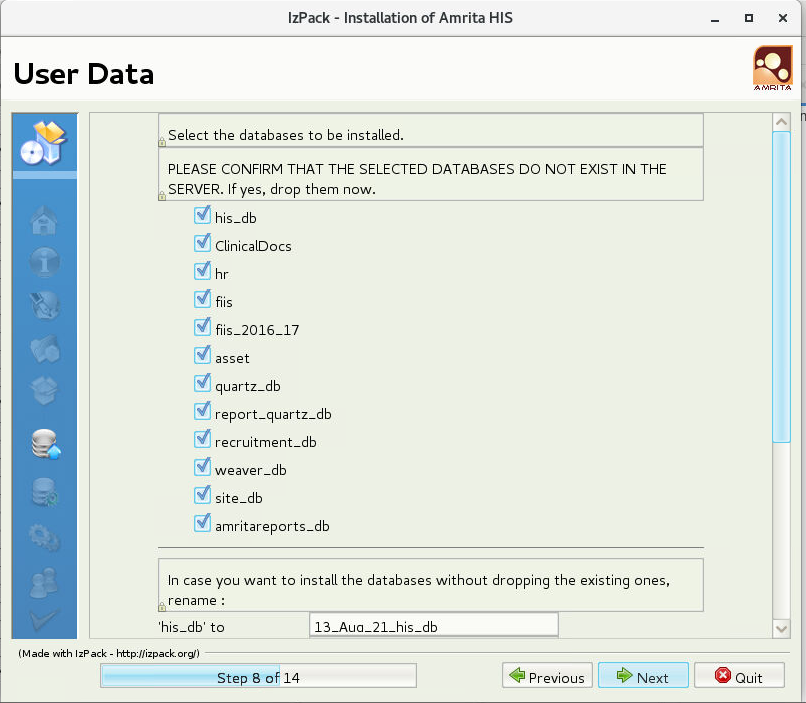 IzPack - Installation of Amrita HIS
User Data
AMRITA
Select the databases to be installed.
PLEASE CONFIRM THAT THE SELECTED DATABASES DO NOT EXIST IN THE
SERVER. If yes, drop them now.
his_db
ClinicalDocs
hr
fiis
fiis_2016_17
asset
quartz_db
report_quartz_db
recruitment_db
weaver_db
site_db
amritareports_db
In case you want to install the databases without dropping the existing ones,
rename :
'his_db' to 13_Aug_21_his_db
(Made with IzPack - http://izpack.org/)
Step 8 of 14
Previous
Next
Quit